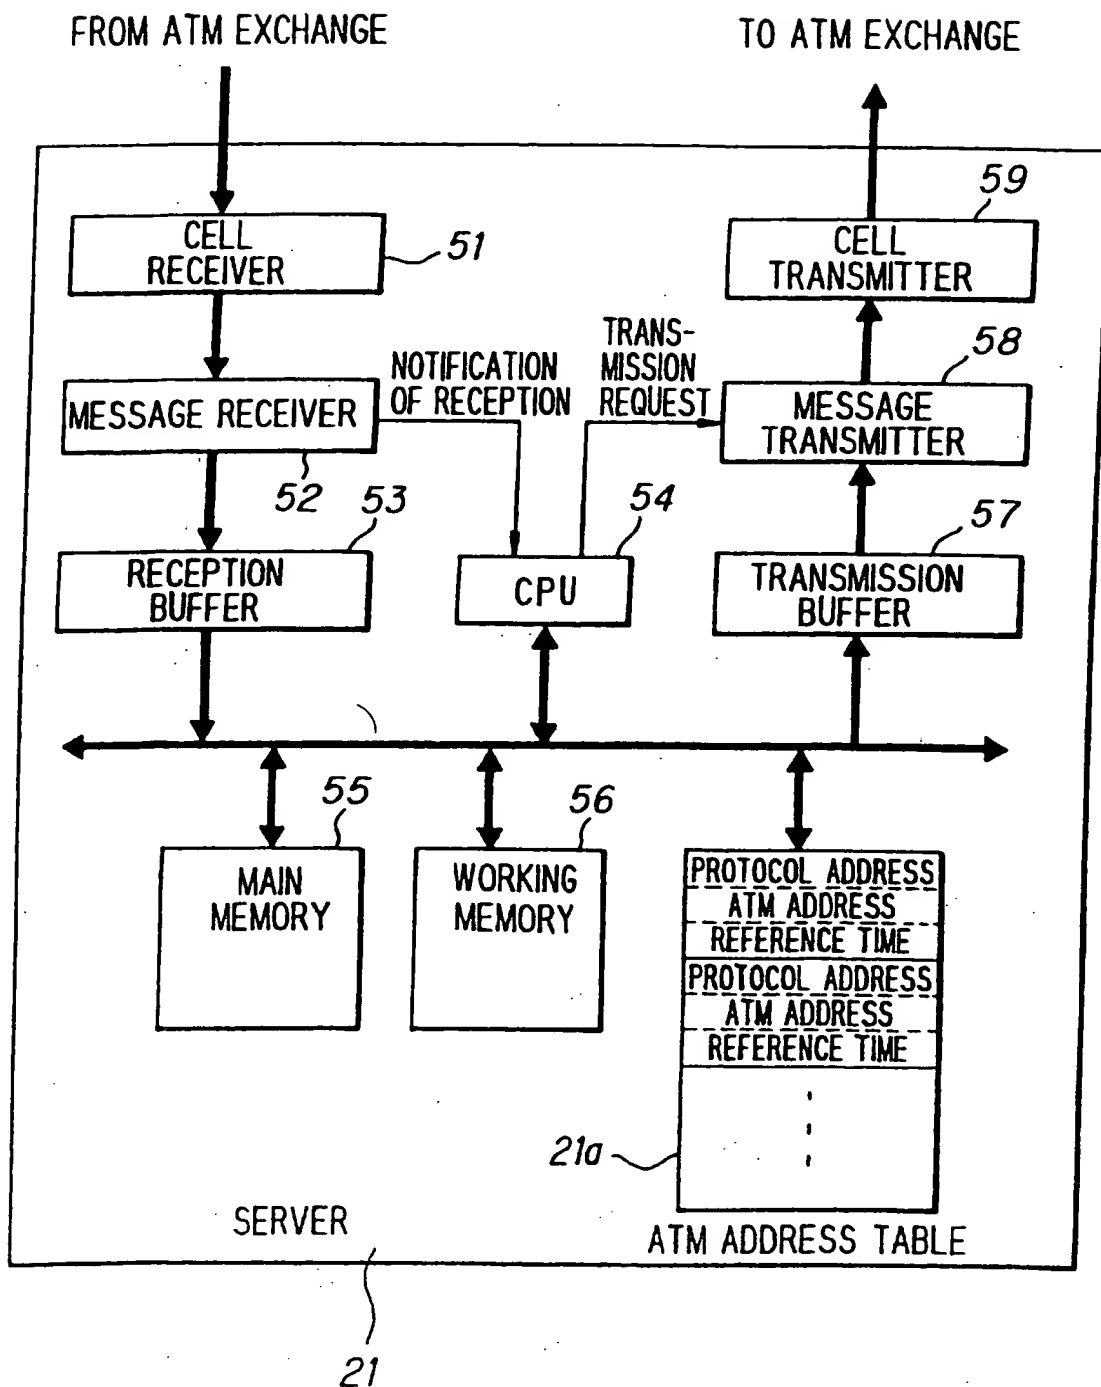 FROM ATM EXCHANGE
TO ATM EXCHANGE
CELL
RECEIVER
51
59
CELL
TRANSMITTER
MESSAGE RECEIVER
52
NOTIFICATION
OF RECEPTION
TRANS-
MISSION
REQUEST
58
MESSAGE
TRANSMITTER
53
RECEPTION
BUFFER
54
CPU
57
TRANSMISSION
BUFFER
55
MAIN
MEMORY
56
WORKING
MEMORY
PROTOCOL ADDRESS
ATM ADDRESS
REFERENCE TIME
PROTOCOL ADDRESS
ATM ADDRESS
REFERENCE TIME
21a
SERVER
ATM ADDRESS TABLE
21